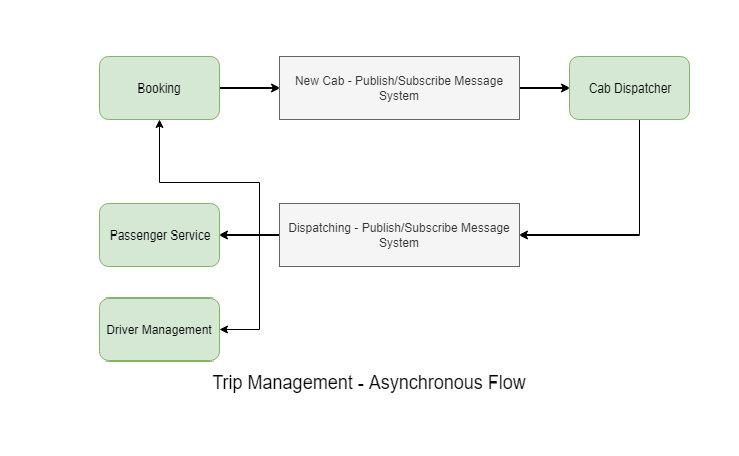 Booking
New Cab - Publish/Subscribe Message
System
Cab Dispatcher
Passenger Service
Dispatching - Publish/Subscribe Message
System
Driver Management
Trip Management - Asynchronous Flow